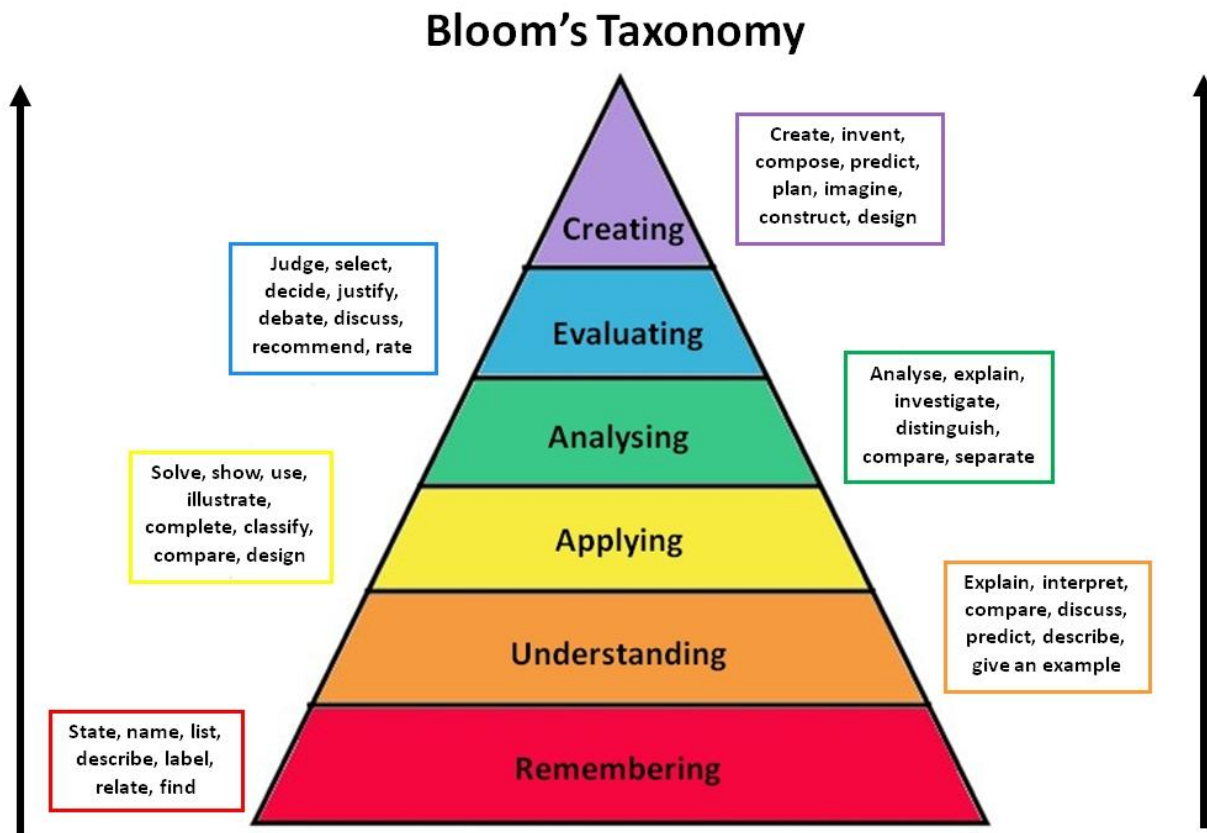 Bloom's Taxonomy
Create, invent,
compose, predict,
plan, imagine,
construct, design
Creating
Judge, select,
decide, justify,
debate, discuss,
recommend, rate
Evaluating
Analyse, explain,
investigate,
distinguish,
compare, separate
Analysing
Solve, show, use,
illustrate,
complete, classify,
compare, design
Applying
Explain, interpret,
compare, discuss,
predict, describe,
give an example
Understanding
State, name, list,
describe, label,
relate, find
Remembering